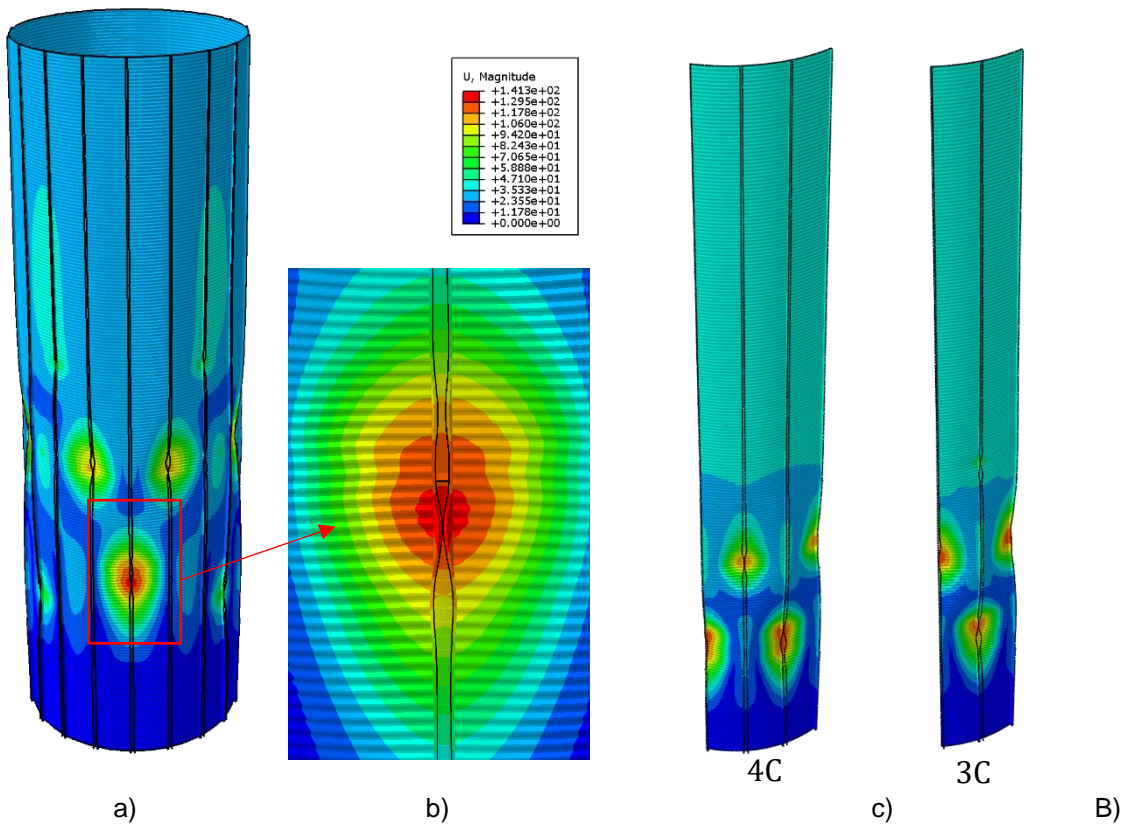 U, Magnitude
+1.413e+02
+1.295e+02
+1.178e+02
+1.060e+02
+9.420e+01
+8.243e+01
+7.065e+01
+5.888e+01
+4.710e+01
+3.533e+01
+2.355e+01
+1.178e+01
+0.000e+00
4C 3C
a) b) c) B)